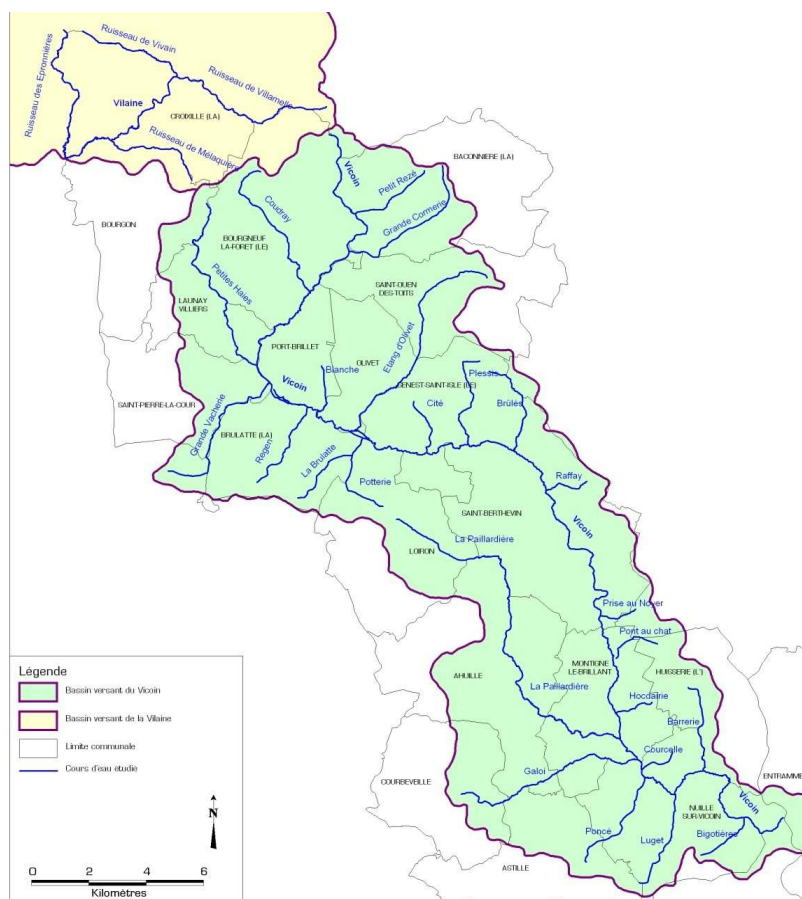 Ruisseau de Vivain
Ruisseau des Epronnières
Ruisseau de Villamelle
Vilaine
CROIXILLE (LA)
Ruisseau de Mélaquière
BACONNIERE (LA)
Vicoin
Petit Rezé
Coudray
Grande Cormerie
BOURGON
BOURGNEUF
LA-FORET (LE)
Petites Haies
SAINT-OUEN
DES-TOITS
LAUNAY
VILLIERS
Etang d'Olivet
PORT-BRILLET
OLIVET
Blanche
Plessis
GENEST-SAINT-ISLE (LE)
Vicoin
Cité
Brûlés
SAINT-PIERRE-LA-COUR
Grande Vacherie
BRULATTE (LA)
Régen
La Brulatte
Potterie
Raffay
SAINT-BERTHEVIN
Vicoin
La Paillardière
LOIRON
Prise au Noyer
Pont au chat
Légende
Bassin versant du Vicoin
Bassin versant de la Vilaine
Limite communale
Cours d'eau étudié
N
0 2 4 6
Kilomètres
AHUILLE
MONTIGNE
LE-BRILLANT
HUISSERIE (L')
La Paillardière
Hocdairie
Barrerie
Courcelle
COURBEVEILLE
Galoi
ENTRAMME
Vicoin
NUILLE
SUR-VICOIN
Poncé
Luget
Bigotières
ASTILLE